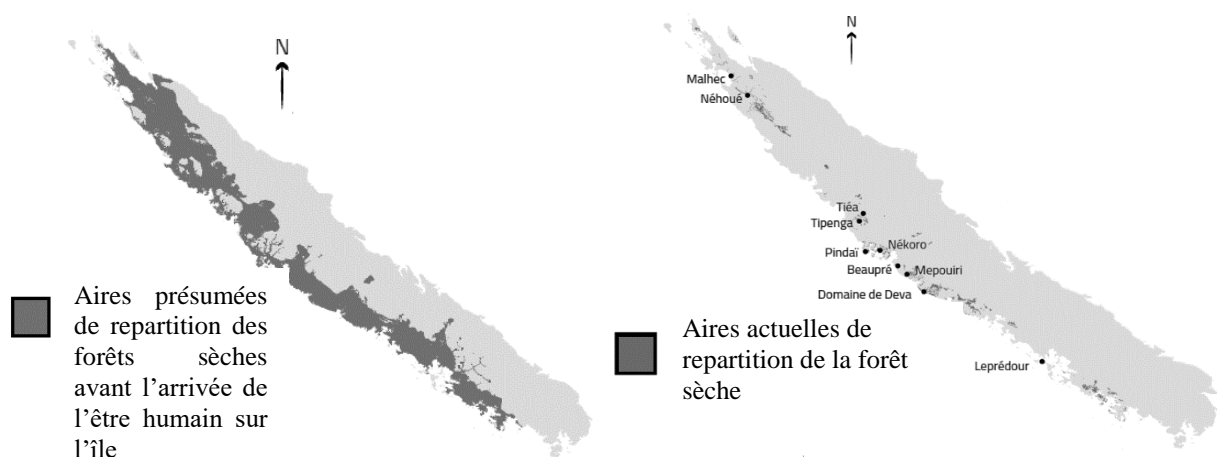 N
Aires présumées
de repartition des
forêts sèches
avant l’arrivée de
l’être humain sur
l’île
N
Malhec
Néhoué
Tiéa
Tipenga
Pindaï
Nékoro
Beaupré
Mepouiri
Domaine de Deva
Leprédour
Aires actuelles de
repartition de la forêt
sèche